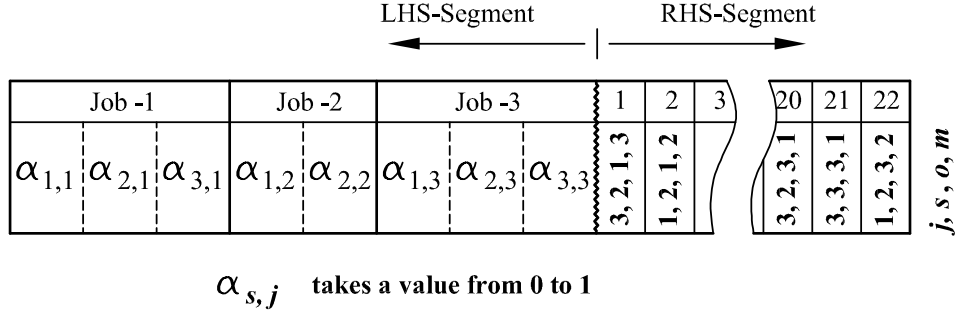 LHS-Segment RHS-Segment
Job -1 Job -2 Job -3 1 2 3 20 21 22
α1,1 α2,1 α3,1 α1,2 α2,2 α1,3 α2,3 α3,3 3, 2, 1, 3 1, 2, 1, 2 3, 2, 3, 1 3, 3, 3, 1 1, 2, 3, 2 j, s, o, m
αs,j takes a value from 0 to 1